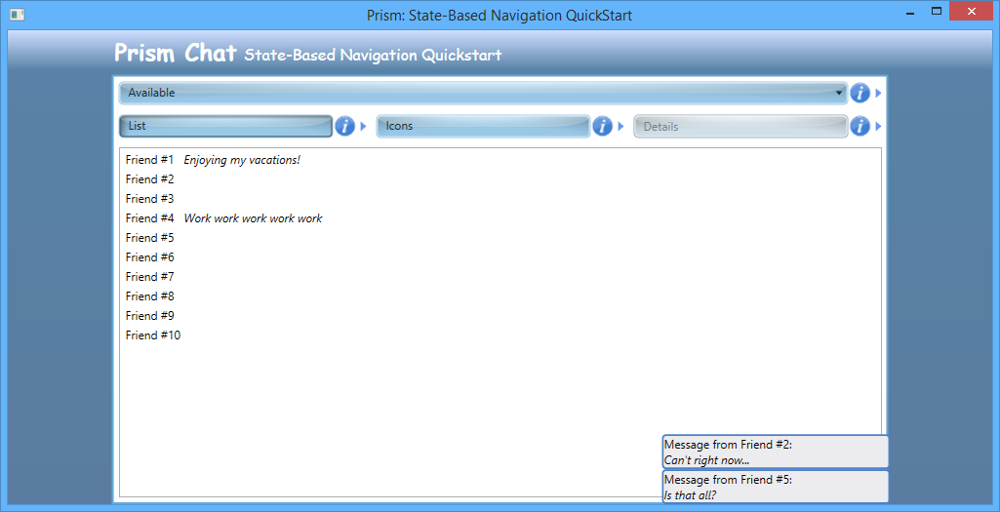 Prism: State-Based Navigation QuickStart
Prism Chat State-Based Navigation Quickstart
Available
List Icons Details
Friend #1 Enjoying my vacations!
Friend #2
Friend #3
Friend #4 Work work work work work
Friend #5
Friend #6
Friend #7
Friend #8
Friend #9
Friend #10
Message from Friend #2:
Can't right now...
Message from Friend #5:
Is that all?